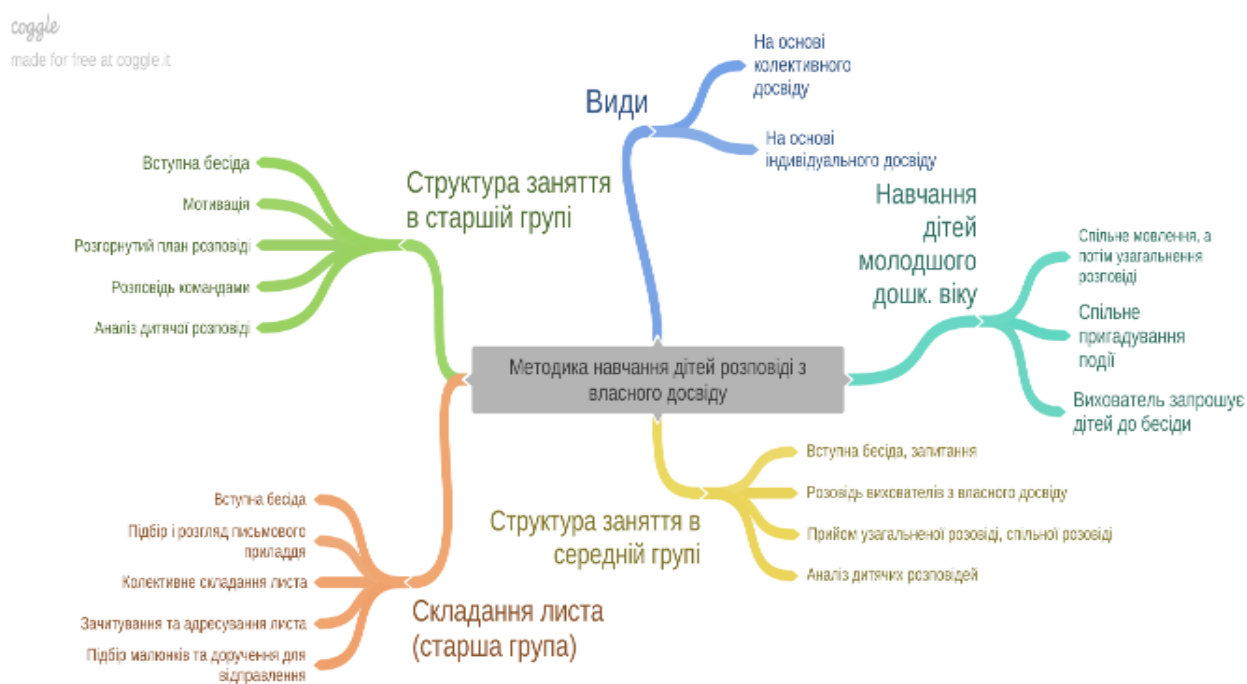 coggle
made for free at coggle.it
Види
На основі
колективного
досвіду
На основі
індивідуального досвіду
Структура заняття
в старшій групі
Вступна бесіда
Мотивація
Розгорнутий план розповіді
Розповідь командами
Аналіз дитячої розповіді
Навчання
дітей
молодшого
дошк. віку
Спільне мовлення, а
потім узагальнення
розповіді
Спільне
пригадування
події
Вихователь запрошує
дітей до бесіди
Методика навчання дітей розповіді з
власного досвіду
Структура заняття в
середній групі
Вступна бесіда, запитання
Розовідь вихователів з власного досвіду
Прийом узагальненої розовіді, спільної розовіді
Аналіз дитячих розповідей
Складання листа
(старша група)
Вступна бесіда
Підбір і розгляд письмового
приладдя
Колективне складання листа
Зачитування та адресування листа
Підбір малюнків та доручення для
відправлення